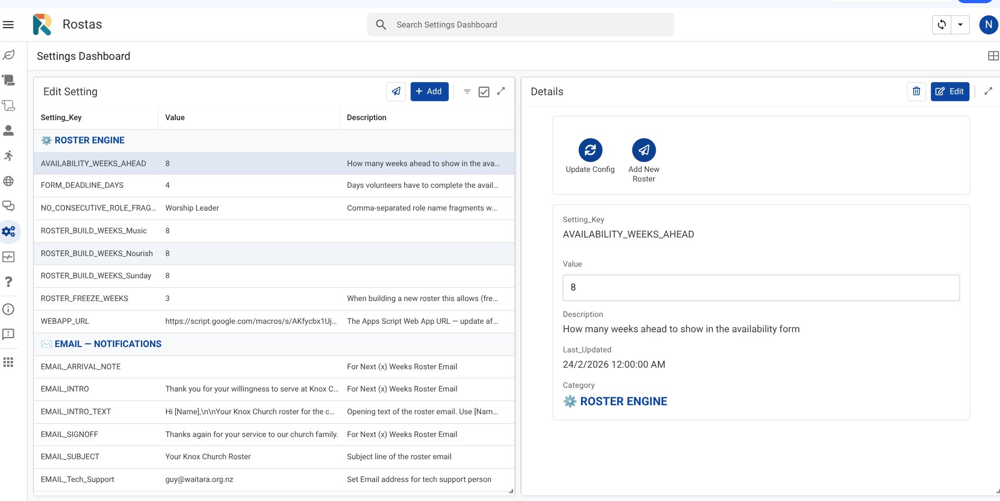 Rostas
Search Settings Dashboard
N
Settings Dashboard
Edit Setting
+ Add
Setting_Key Value Description
⚙️ ROSTER ENGINE
AVAILABILITY_WEEKS_AHEAD 8 How many weeks ahead to show in the ava...
FORM_DEADLINE_DAYS 4 Days volunteers have to complete the avail...
NO_CONSECUTIVE_ROLE_FRAG... Worship Leader Comma-separated role name fragments w...
ROSTER_BUILD_WEEKS_Music 8
ROSTER_BUILD_WEEKS_Nourish 8
ROSTER_BUILD_WEEKS_Sunday 8
ROSTER_FREEZE_WEEKS 3 When building a new roster this allows (fre...
WEBAPP_URL https://script.google.com/macros/s/AKfycbx1Uj... The Apps Script Web App URL — update af...
✉️ EMAIL — NOTIFICATIONS
EMAIL_ARRIVAL_NOTE For Next (x) Weeks Roster Email
EMAIL_INTRO Thank you for your willingness to serve at Knox C... For Next (x) Weeks Roster Email
EMAIL_INTRO_TEXT Hi [Name],\n\nYour Knox Church roster for the c... Opening text of the roster email. Use [Nam...
EMAIL_SIGNOFF Thanks again for your service to our church family. For Next (x) Weeks Roster Email
EMAIL_SUBJECT Your Knox Church Roster Subject line of the roster email
EMAIL_Tech_Support guy@waitara.org.nz Set Email address for tech support person
Details
Edit
Update Config
Add New
Roster
Setting_Key
AVAILABILITY_WEEKS_AHEAD
Value
8
Description
How many weeks ahead to show in the availability form
Last_Updated
24/2/2026 12:00:00 AM
Category
⚙️ ROSTER ENGINE